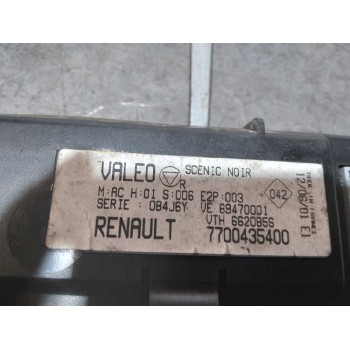 VALEO R SCENIC NOIR
M:AC H:01 S:006 E2P:003 042
SERIE : 0B4J6Y VE 69470001
VTH 662086S
RENAULT 7700435400
12/06/01 E1